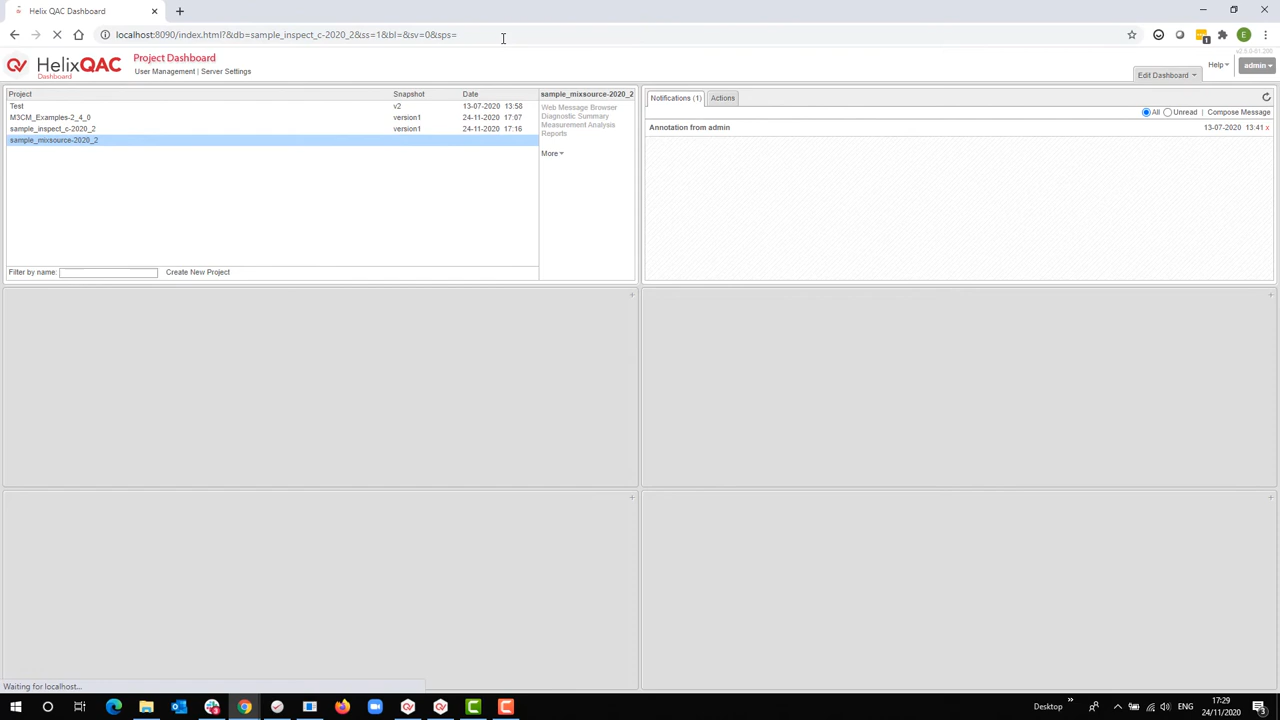 Helix QAC Dashboard
localhost:8090/index.html?&db=sample_inspect_c-2020_2&ss=1&bl=&sv=0&sps=
E
1
HelixQAC
Dashboard
Project Dashboard
User Management | Server Settings
Edit Dashboard
Help
admin
Project Snapshot Date
Test v2 13-07-2020 13:58
M3CM_Examples-2_4_0 version1 24-11-2020 17:07
sample_inspect_c-2020_2 version1 24-11-2020 17:16
sample_mixsource-2020_2
Filter by name: Create New Project
sample_mixsource-2020_2
Web Message Browser
Diagnostic Summary
Measurement Analysis
Reports
More
Notifications (1) Actions
All Unread | Compose Message
Annotation from admin 13-07-2020 13:41 x
Waiting for localhost...
Desktop
ENG
17:29
24/11/2020
3